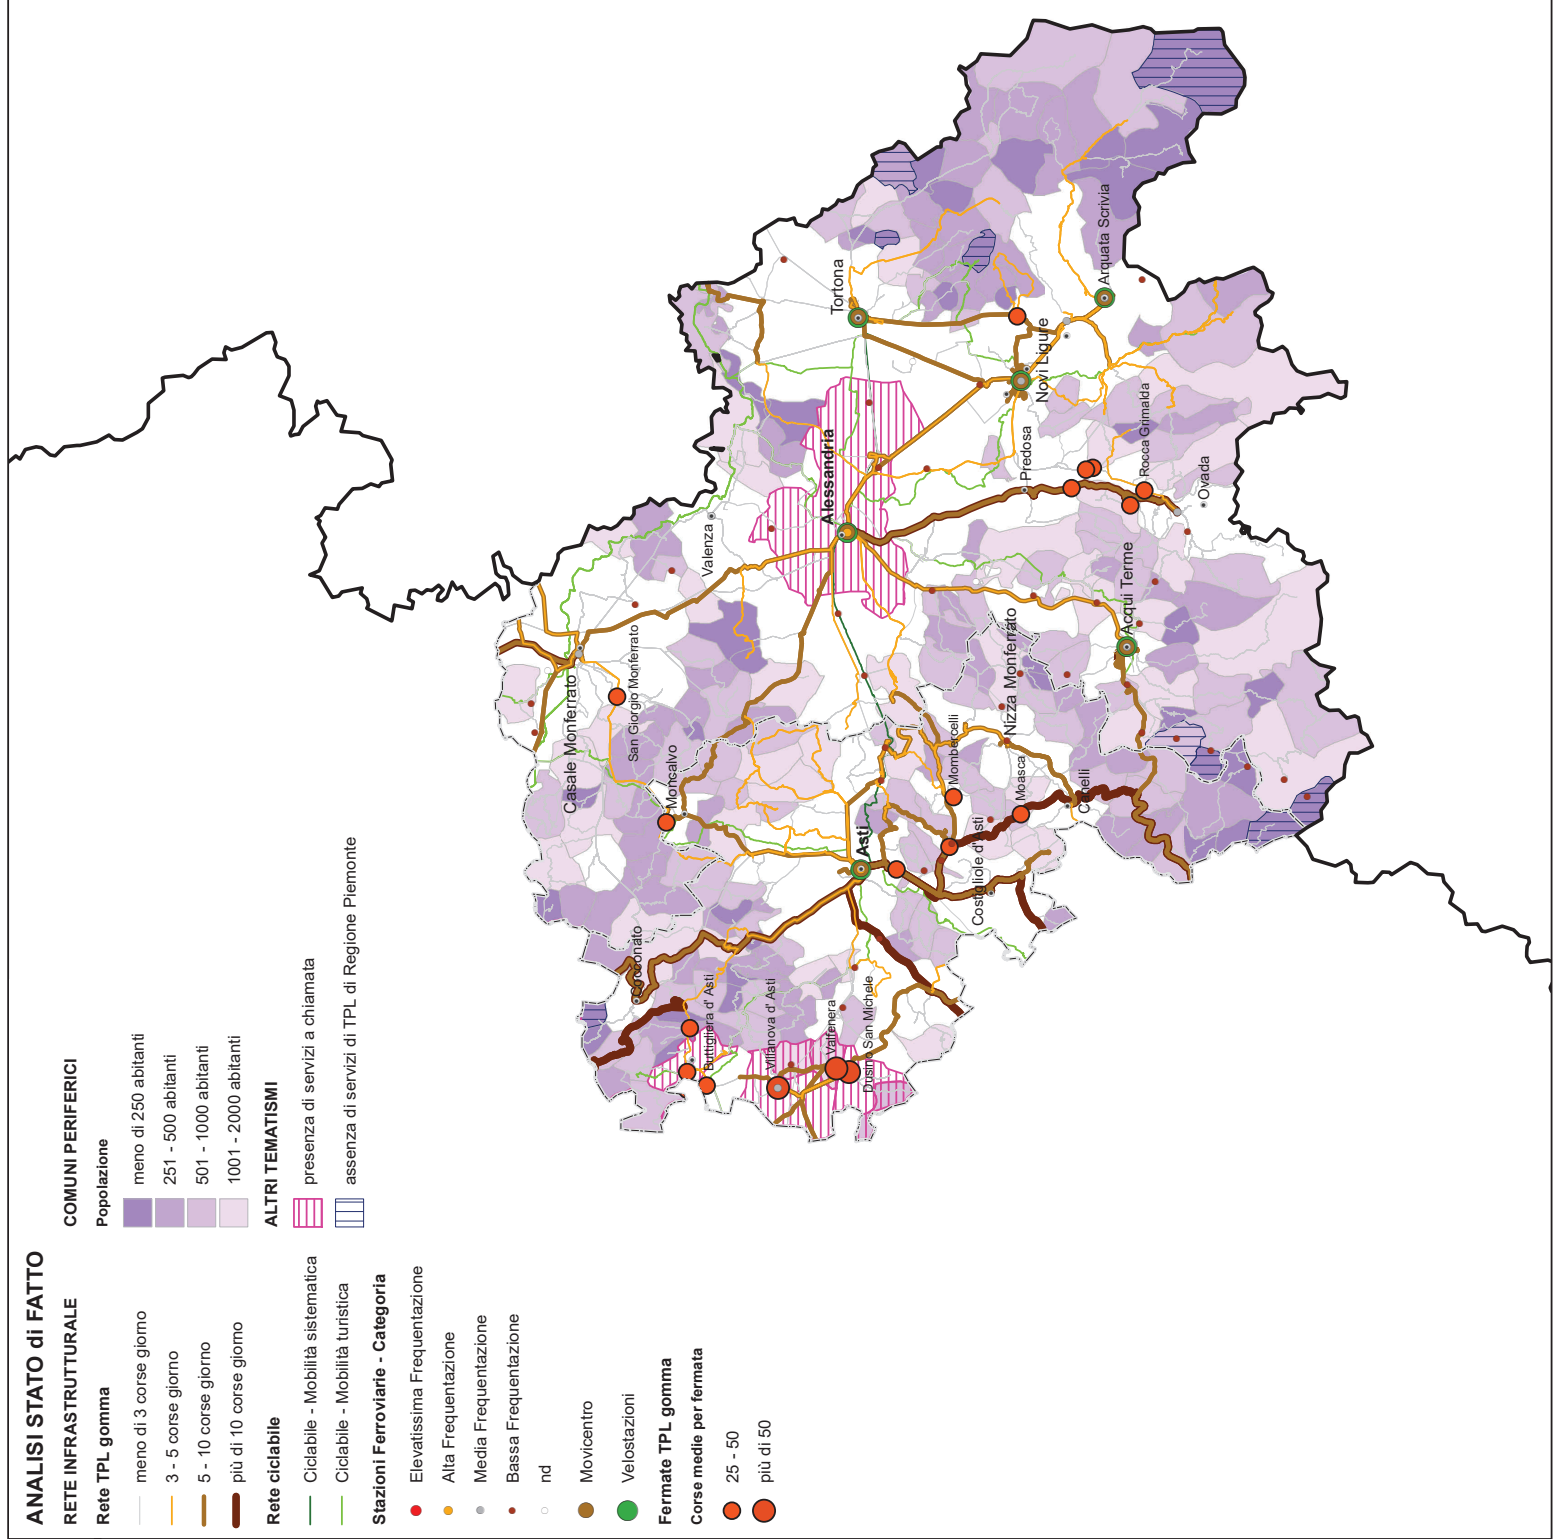 ANALISI STATO di FATTO
RETE INFRASTRUTTURALE
Rete TPL gomma
meno di 3 corse giorno
3 - 5 corse giorno
5 - 10 corse giorno
più di 10 corse giorno
Rete ciclabile
Ciclabile - Mobilità sistematica
Ciclabile - Mobilità turistica
Stazioni Ferroviarie - Categoria
Elevatissima Frequentazione
Alta Frequentazione
Media Frequentazione
Bassa Frequentazione
nd
Movicentro
Velostazioni
Fermate TPL gomma
Corse medie per fermata
25 - 50
più di 50
COMUNI PERIFERICI
Popolazione
meno di 250 abitanti
251 - 500 abitanti
501 - 1000 abitanti
1001 - 2000 abitanti
ALTRI TEMATISMI
presenza di servizi a chiamata
assenza di servizi di TPL di Regione Piemonte
Casale Monferrato
San Giorgio Monferrato
Moncalvo
Cocconato
Buttigliera d' Asti
Villanova d' Asti
Valfenera
Dusino San Michele
Asti
Costigliole d' Asti
Mombercelli
Moasca
Canelli
Nizza Monferrato
Valenza
Alessandria
Tortona
Novi Ligure
Arquata Scrivia
Predosa
Rocca Grimalda
Ovada
Acqui Terme